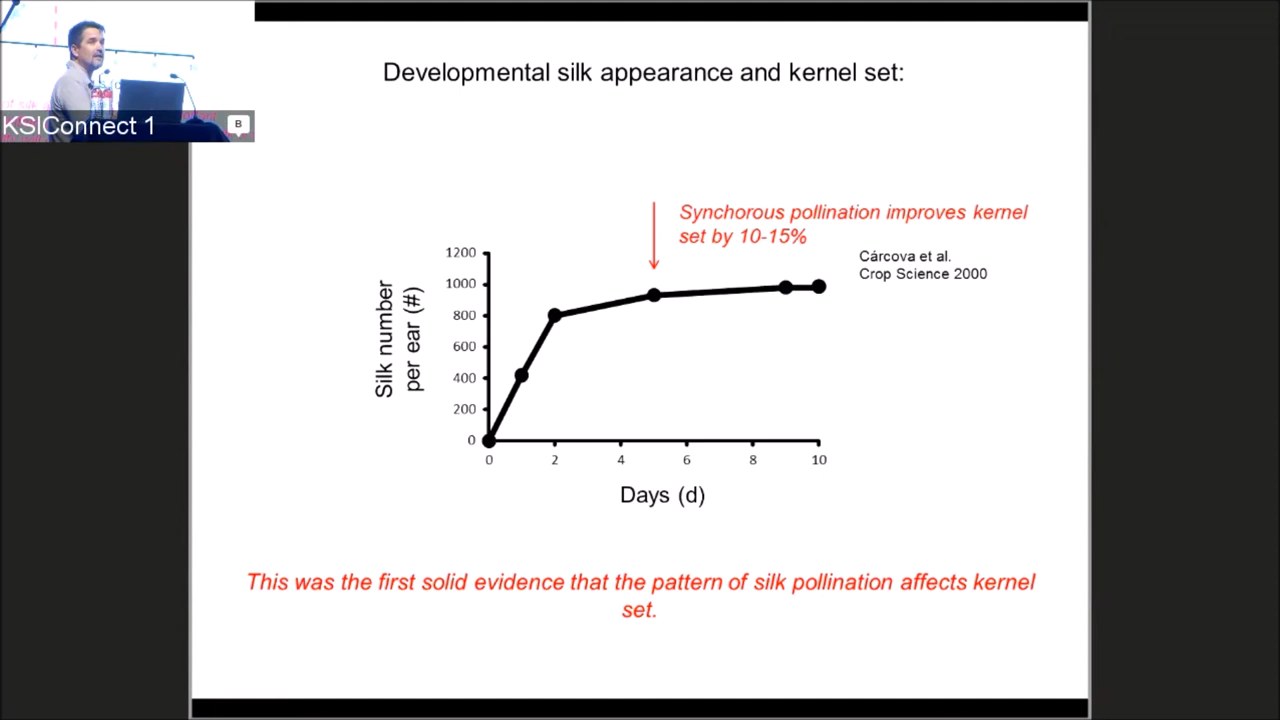 KSIConnect 1
B
Developmental silk appearance and kernel set:
Synchorous pollination improves kernel
set by 10-15%
Cárcova et al.
Crop Science 2000
Silk number
per ear (#)
1200
1000
800
600
400
200
0
0 2 4 6 8 10
Days (d)
This was the first solid evidence that the pattern of silk pollination affects kernel
set.